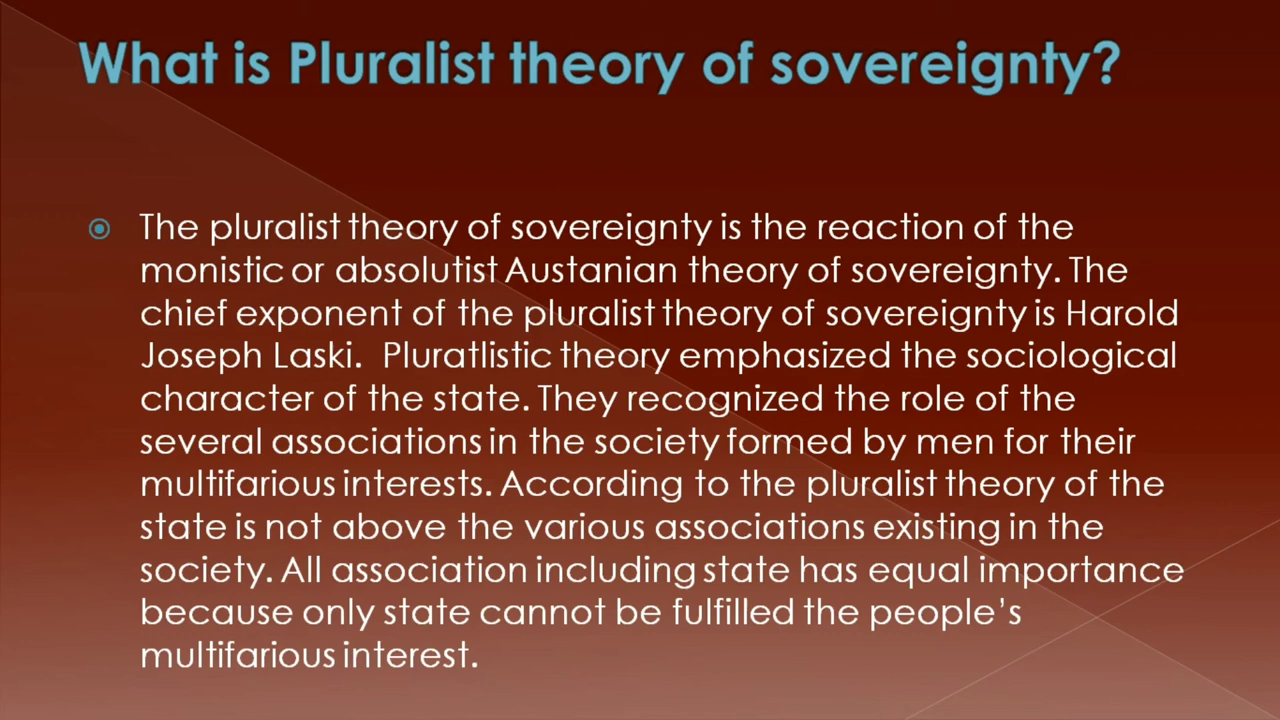 What is Pluralist theory of sovereignty?
The pluralist theory of sovereignty is the reaction of the
monistic or absolutist Austanian theory of sovereignty. The
chief exponent of the pluralist theory of sovereignty is Harold
Joseph Laski. Pluratlistic theory emphasized the sociological
character of the state. They recognized the role of the
several associations in the society formed by men for their
multifarious interests. According to the pluralist theory of the
state is not above the various associations existing in the
society. All association including state has equal importance
because only state cannot be fulfilled the people's
multifarious interest.